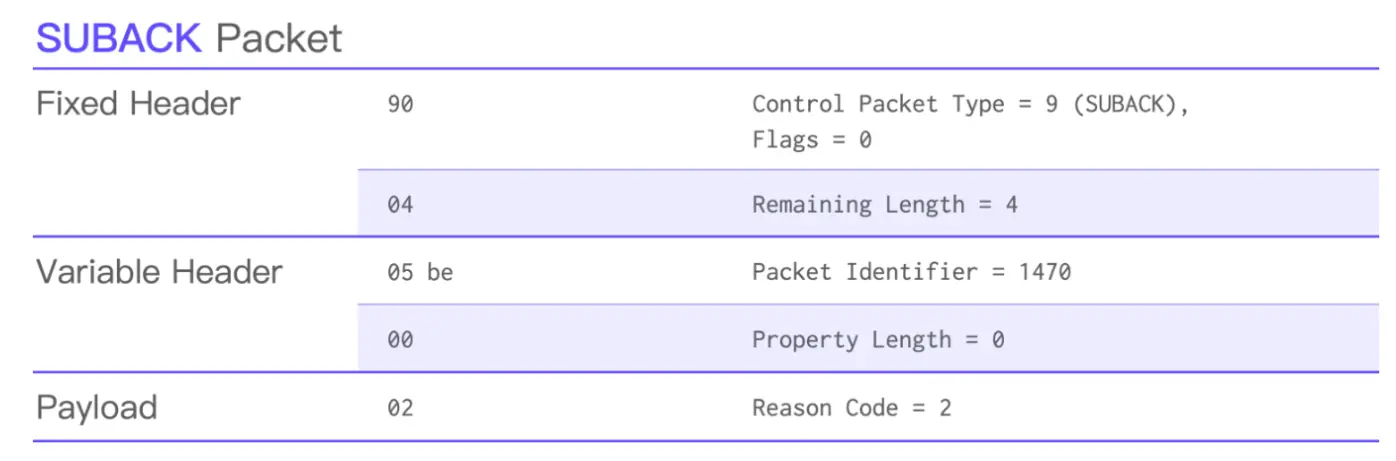 SUBACK Packet
Fixed Header 90 Control Packet Type = 9 (SUBACK),
Flags = 0
04 Remaining Length = 4
Variable Header 05 be Packet Identifier = 1470
00 Property Length = 0
Payload 02 Reason Code = 2